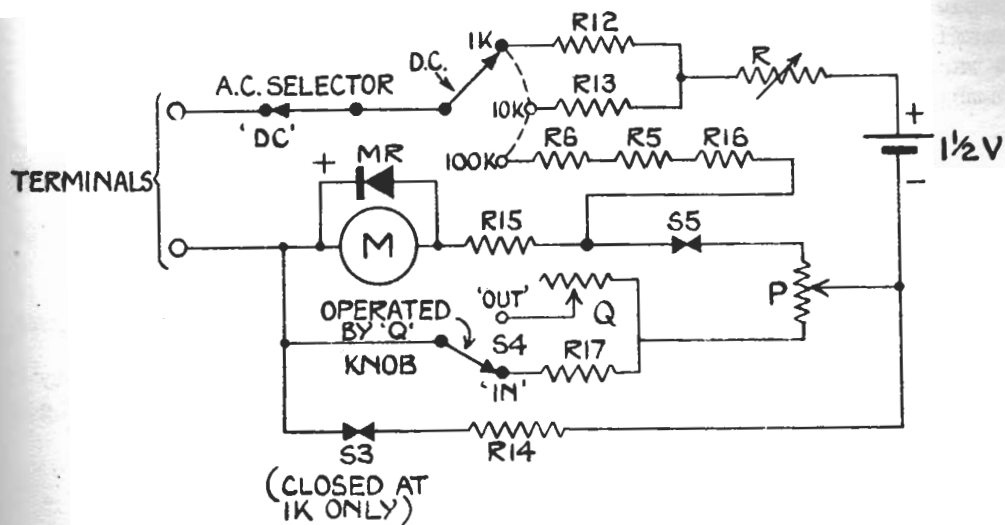 R12
1K
R
D.C.
A.C. SELECTOR
'DC'
10K
R13
+
1½ V
-
R6
R5
R16
100K
+
MR
TERMINALS
M
R15
S5
'OUT'
Q
P
OPERATED
BY 'Q'
KNOB
S4
R17
'IN'
S3
R14
(CLOSED AT
1K ONLY)